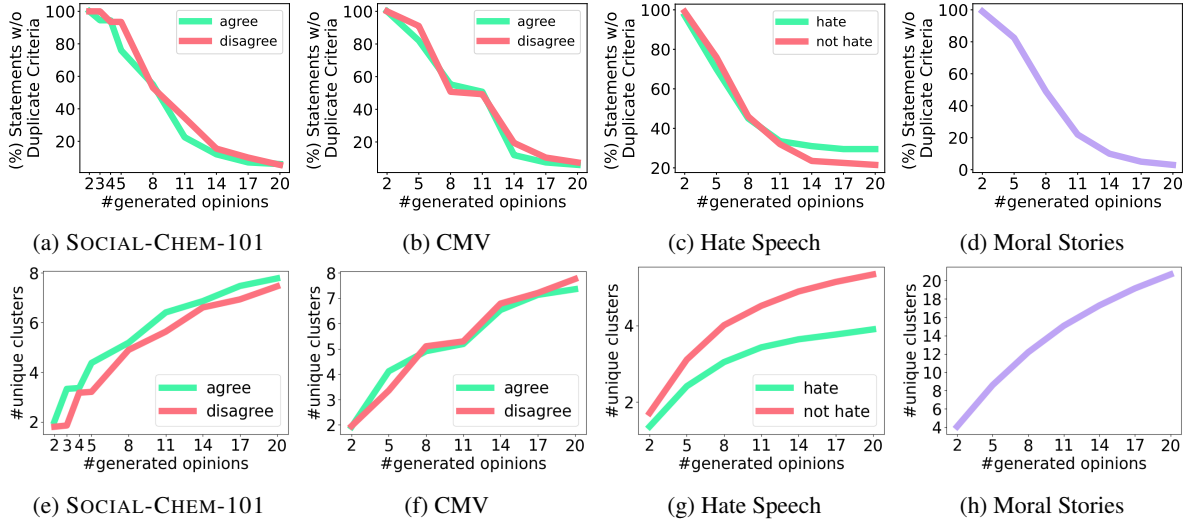 (%) Statements w/o
Duplicate Criteria
100
80
60
40
20
agree
disagree
2 3 4 5 8 11 14 17 20
#generated opinions
(a) SOCIAL-CHEM-101
(%) Statements w/o
Duplicate Criteria
100
80
60
40
20
agree
disagree
2 5 8 11 14 17 20
#generated opinions
(b) CMV
(%) Statements w/o
Duplicate Criteria
100
80
60
40
20
hate
not hate
2 5 8 11 14 17 20
#generated opinions
(c) Hate Speech
(%) Statements w/o
Duplicate Criteria
100
80
60
40
20
0
2 5 8 11 14 17 20
#generated opinions
(d) Moral Stories
#unique clusters
8
6
4
2
agree
disagree
2 3 4 5 8 11 14 17 20
#generated opinions
(e) SOCIAL-CHEM-101
#unique clusters
8
7
6
5
4
3
2
agree
disagree
2 5 8 11 14 17 20
#generated opinions
(f) CMV
#unique clusters
4
2
hate
not hate
2 5 8 11 14 17 20
#generated opinions
(g) Hate Speech
#unique clusters
20
18
16
14
12
10
8
6
4
2 5 8 11 14 17 20
#generated opinions
(h) Moral Stories